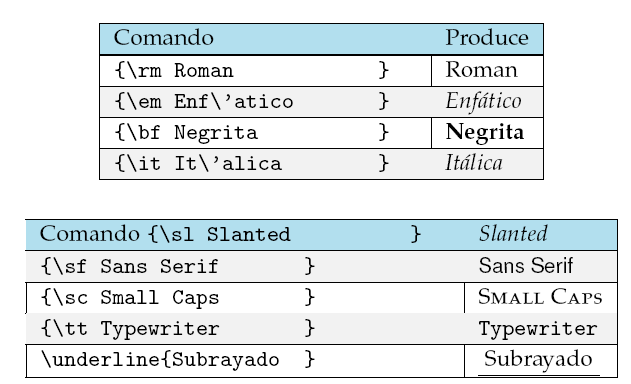 Comando Produce
{\rm Roman } Roman
{\em Enf\'atico } Enfático
{\bf Negrita } Negrita
{\it It\'alica } Itálica
Comando {\sl Slanted } Slanted
{\sf Sans Serif } Sans Serif
{\sc Small Caps } Small Caps
{\tt Typewriter } Typewriter
\underline{Subrayado } Subrayado